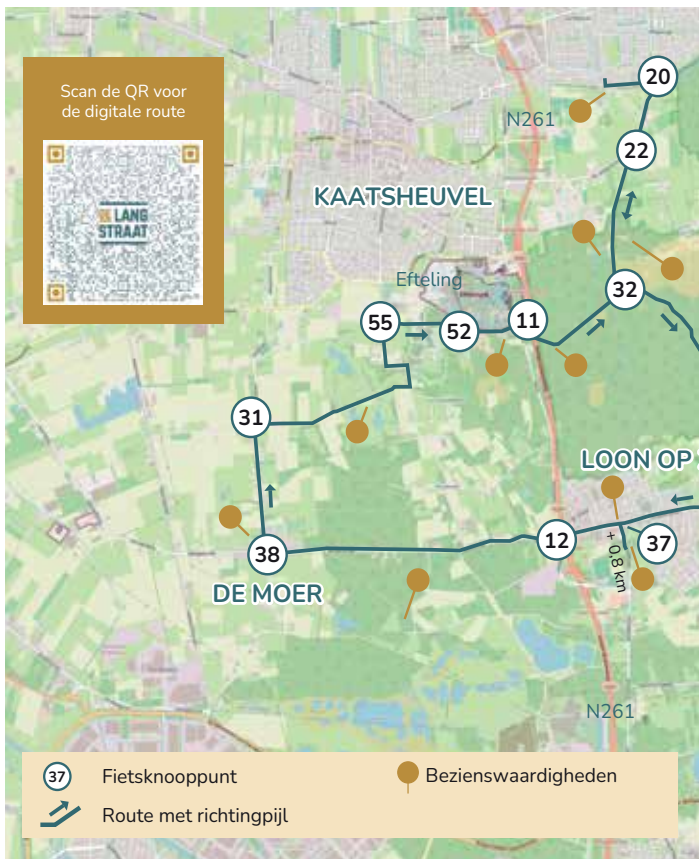 Scan de QR voor
de digitale route
LANG
STRAAT
20
N261
22
KAATSHEUVEL
Efteling
32
55
52
11
31
LOON OP
38
12
37
+ 0,8 km
DE MOER
N261
37 Fietsknooppunt
Bezienswaardigheden
Route met richtingpijl